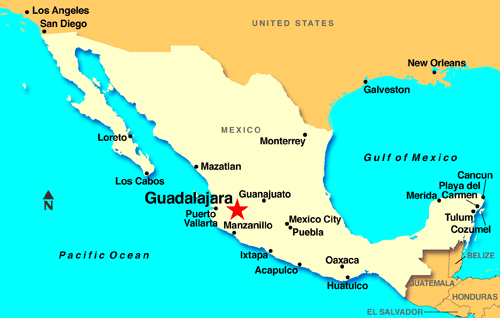 Los Angeles
San Diego
UNITED STATES
New Orleans
Galveston
MEXICO
Monterrey
Loreto
Gulf of Mexico
Mazatlan
Los Cabos
Cancun
Playa del
Carmen
Merida
Guadalajara
Guanajuato
N
Puerto
Vallarta
Mexico City
Puebla
Manzanillo
Tulum
Cozumel
Pacific Ocean
Ixtapa
Acapulco
Oaxaca
Huatulco
BELIZE
GUATEMALA
HONDURAS
EL SALVADOR